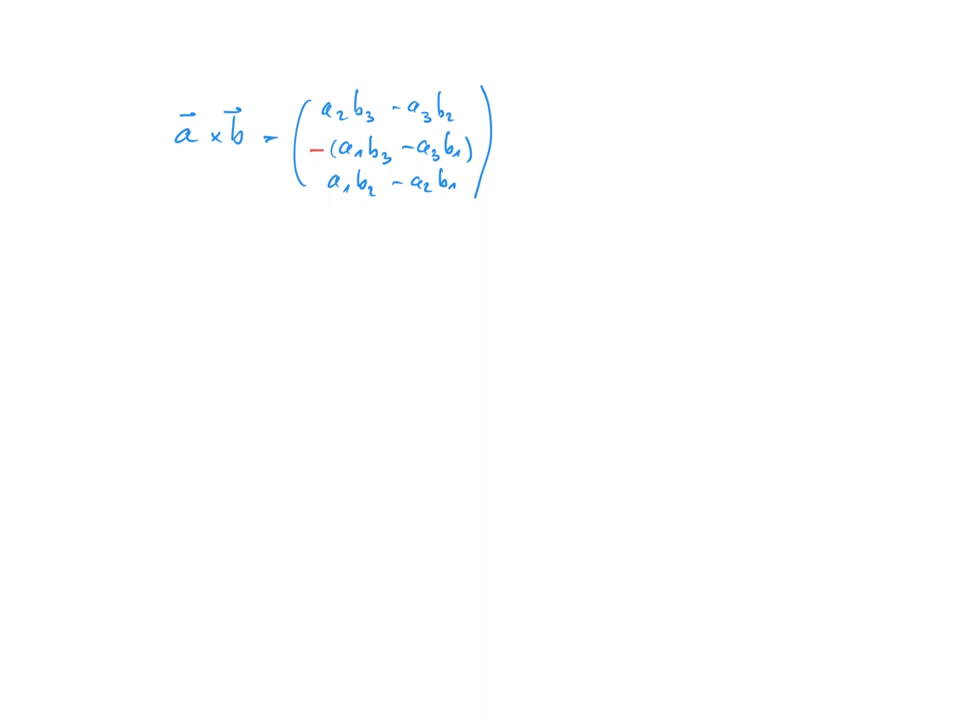 a₂b₃ - a₃b₂
a⃗ × b⃗ = -(a₁b₃ - a₃b₁)
a₁b₂ - a₂b₁